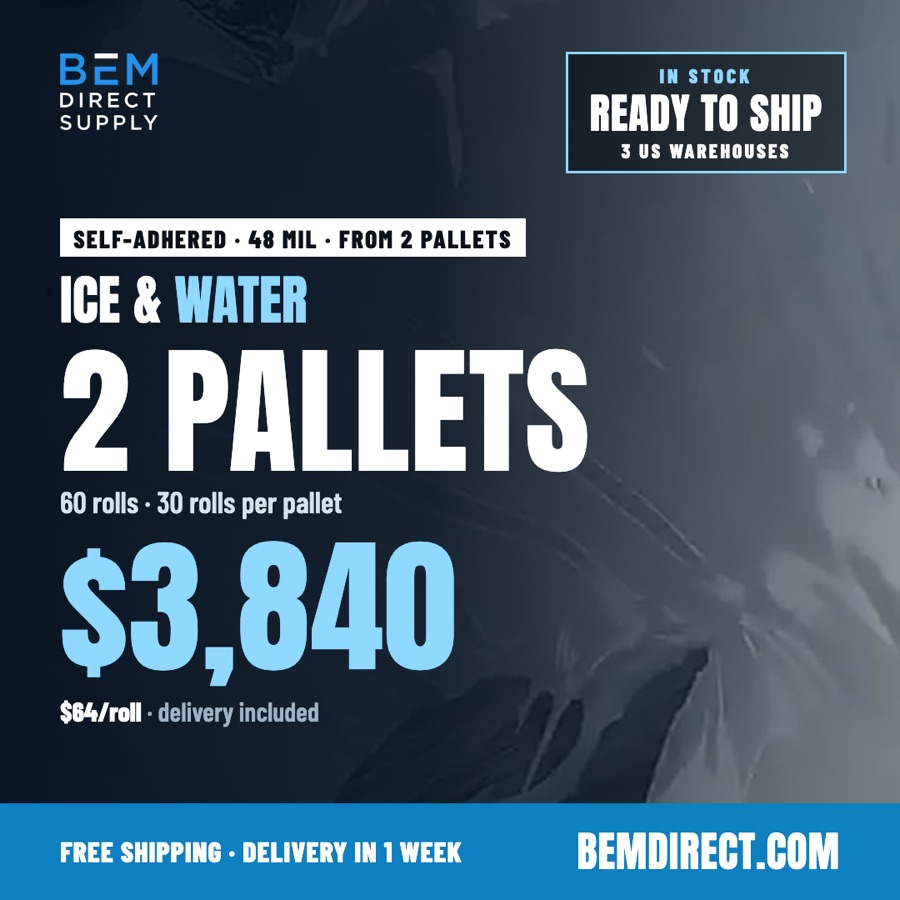 BEM
DIRECT
SUPPLY
IN STOCK
READY TO SHIP
3 US WAREHOUSES
SELF-ADHERED · 48 MIL · FROM 2 PALLETS
ICE & WATER
2 PALLETS
60 rolls · 30 rolls per pallet
$3,840
$64/roll · delivery included
FREE SHIPPING · DELIVERY IN 1 WEEK
BEMDIRECT.COM